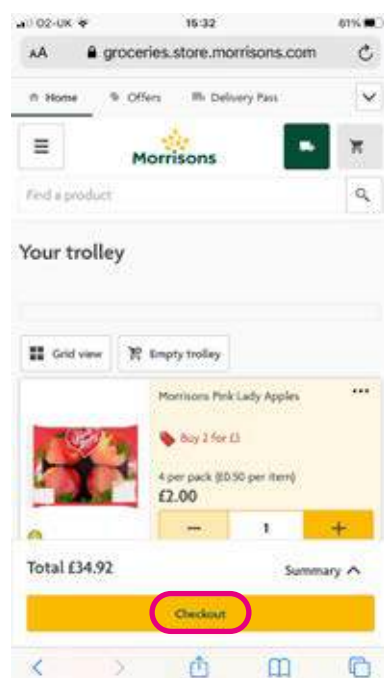 O2-UK 15:32 61%
AA groceries.store.morrisons.com
Home Offers Delivery Pass
Morrisons
Find a product
Your trolley
Grid view Empty trolley
Morrisons Pink Lady Apples
Buy 2 for £3
4 per pack (£0.50 per item)
£2.00
− 1 +
Total £34.92 Summary
Checkout